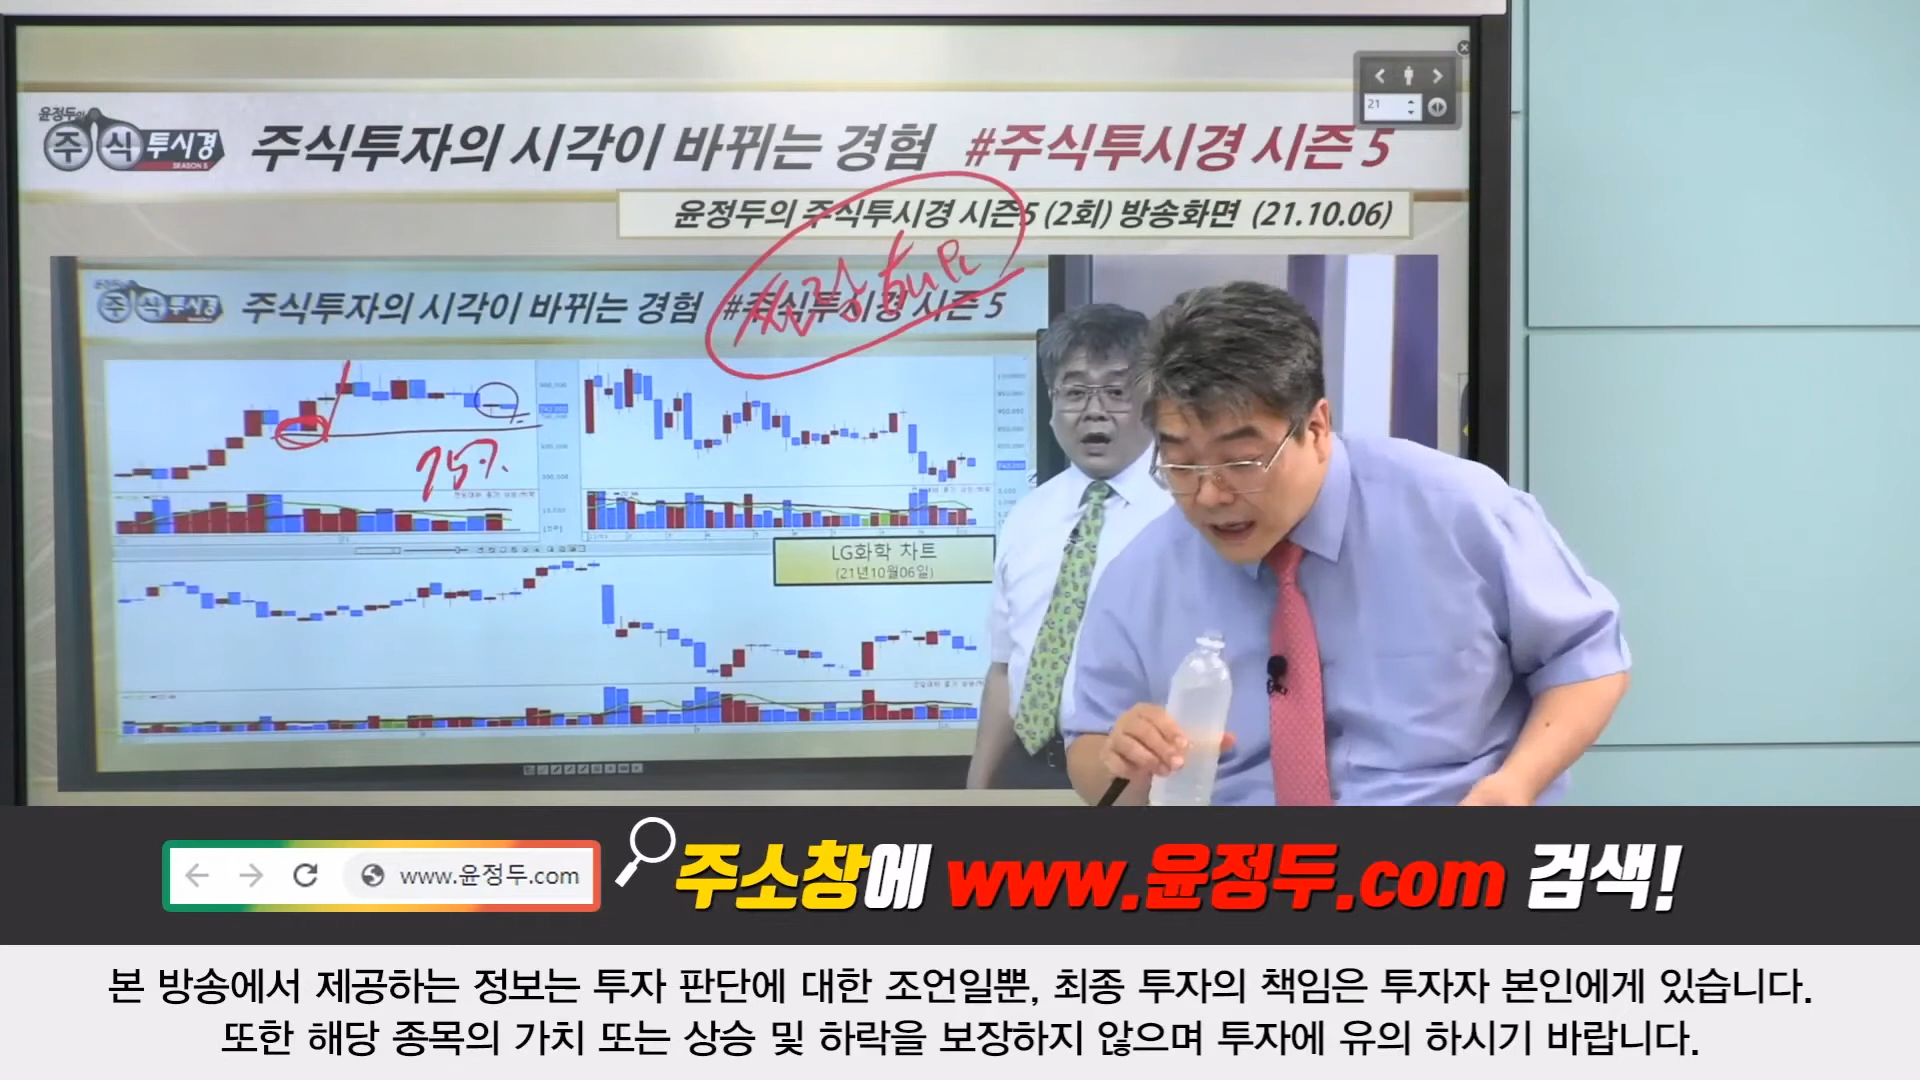 윤정두의
주식투시경
SEASON 5
주식투자의 시각이 바뀌는 경험 #주식투시경 시즌 5
21
윤정두의 주식투시경 시즌5 (2회) 방송화면 (21.10.06)
주식투시경
주식투자의 시각이 바뀌는 경험 #주식투시경 시즌 5
75%
LG화학 차트
(21년10월06일)
www.윤정두.com
주소창에 www.윤정두.com 검색!
본 방송에서 제공하는 정보는 투자 판단에 대한 조언일뿐, 최종 투자의 책임은 투자자 본인에게 있습니다.
또한 해당 종목의 가치 또는 상승 및 하락을 보장하지 않으며 투자에 유의 하시기 바랍니다.